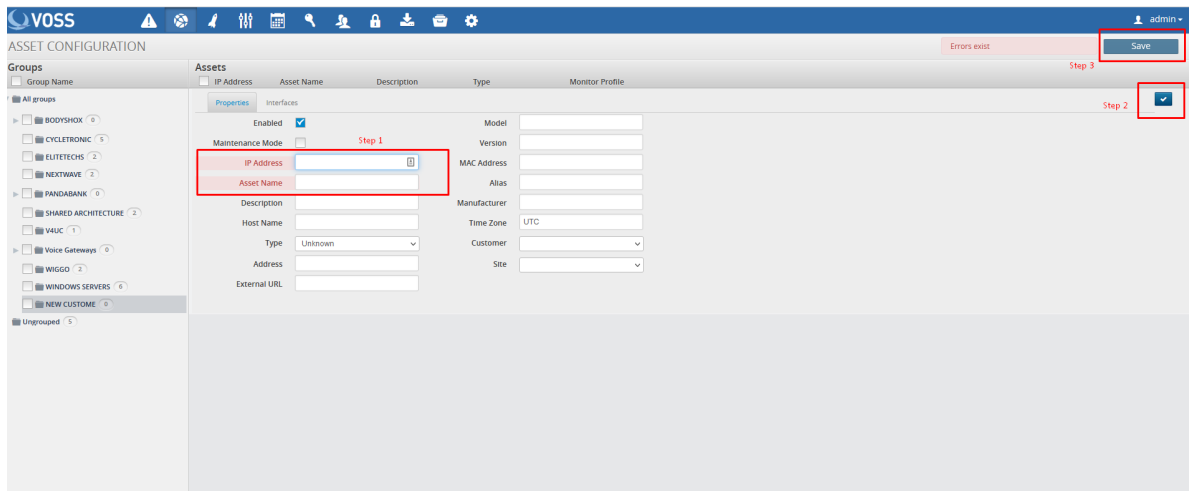 VOSS
admin
ASSET CONFIGURATION
Errors exist
Save
Step 3
Groups
Group Name
Assets
IP Address Asset Name Description Type Monitor Profile
Step 2
All groups
BODYSHOX 0
CYCLETRONIC 5
ELITETECHS 2
NEXTWAVE 2
PANDABANK 0
SHARED ARCHITECTURE 2
V4UC 1
Voice Gateways 0
WIGGO 2
WINDOWS SERVERS 6
NEW CUSTOME 0
Ungrouped 5
Properties Interfaces
Enabled Model
Maintenance Mode Step 1 Version
IP Address MAC Address
Asset Name Alias
Description Manufacturer
Host Name Time Zone UTC
Type Unknown Customer
Address Site
External URL